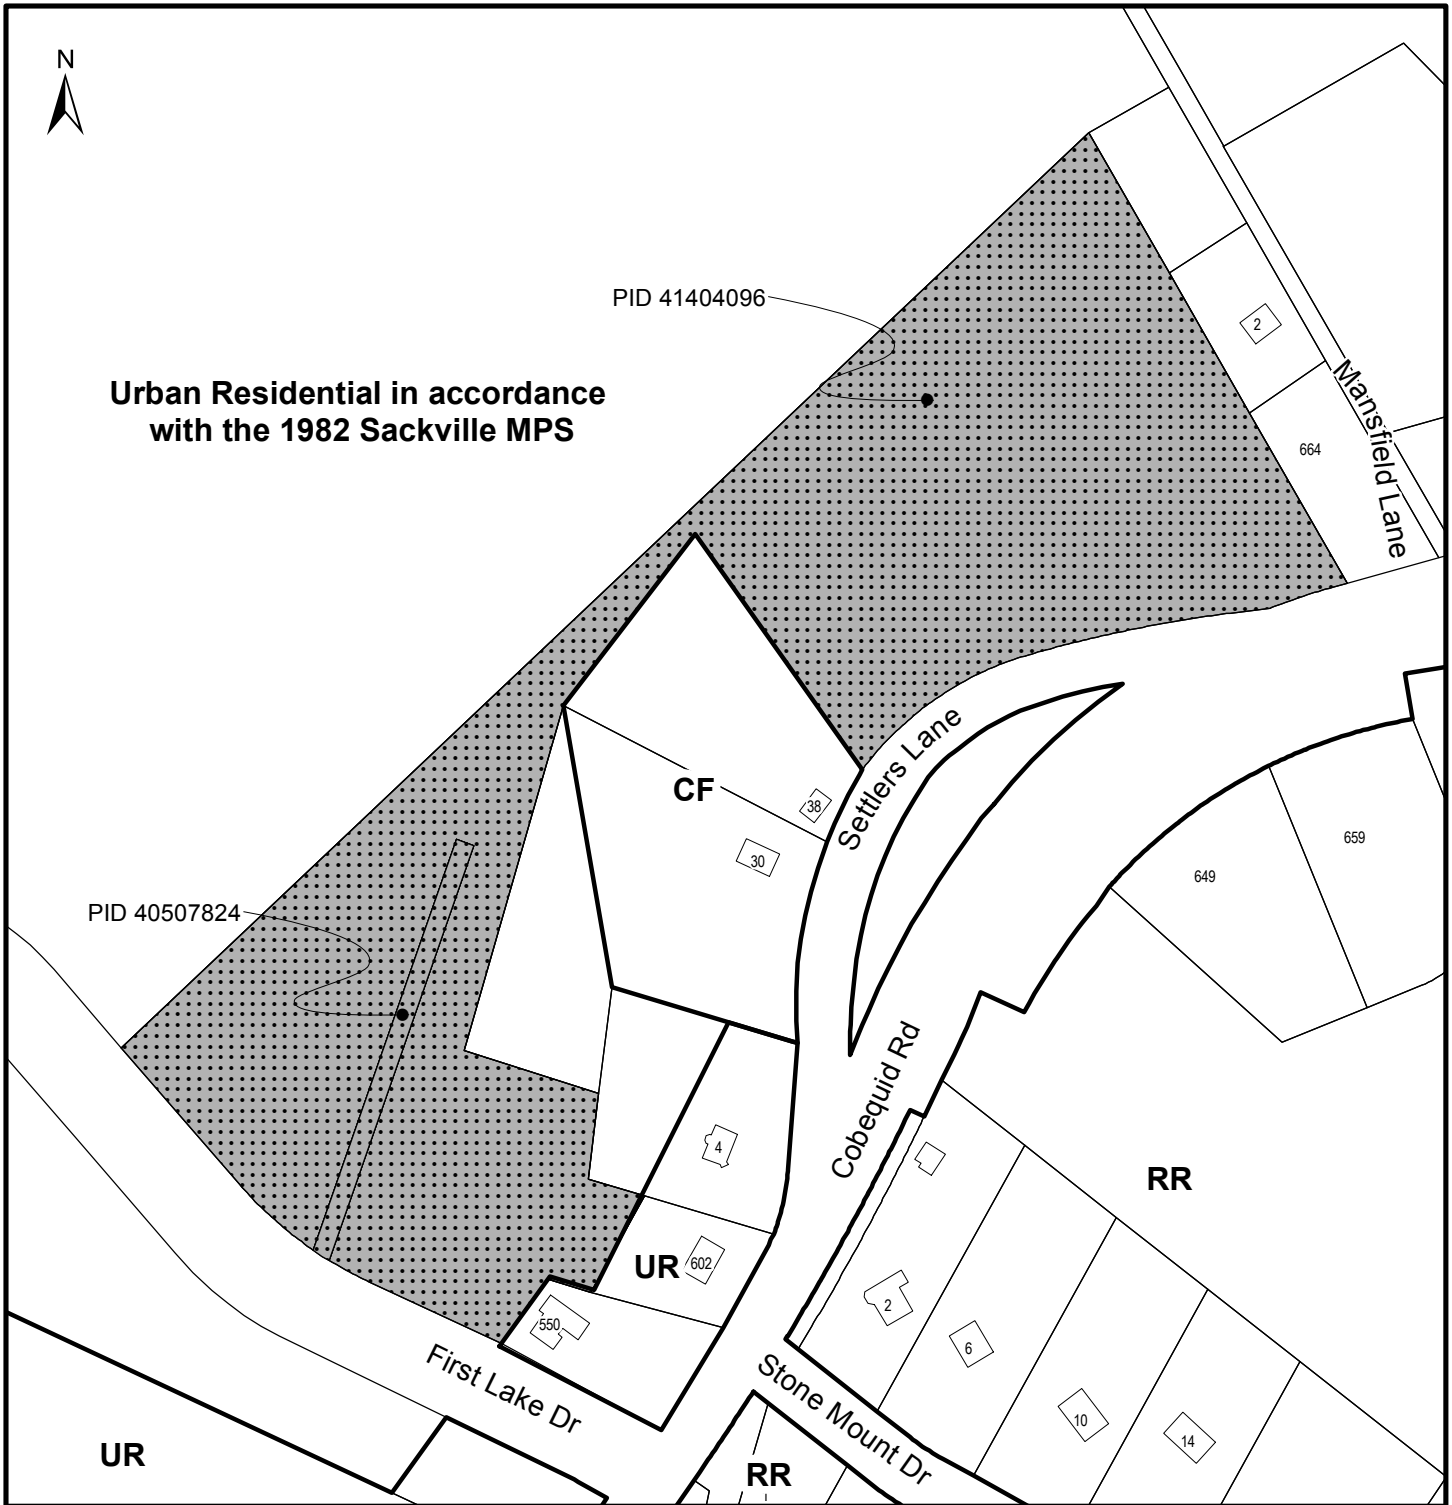 N
PID 41404096
2
Urban Residential in accordance
with the 1982 Sackville MPS
Mansfield Lane
664
Settlers Lane
CF
38
30
659
649
PID 40507824
Cobequid Rd
4
RR
UR
602
2
550
6
First Lake Dr
Stone Mount Dr
10
14
UR
RR